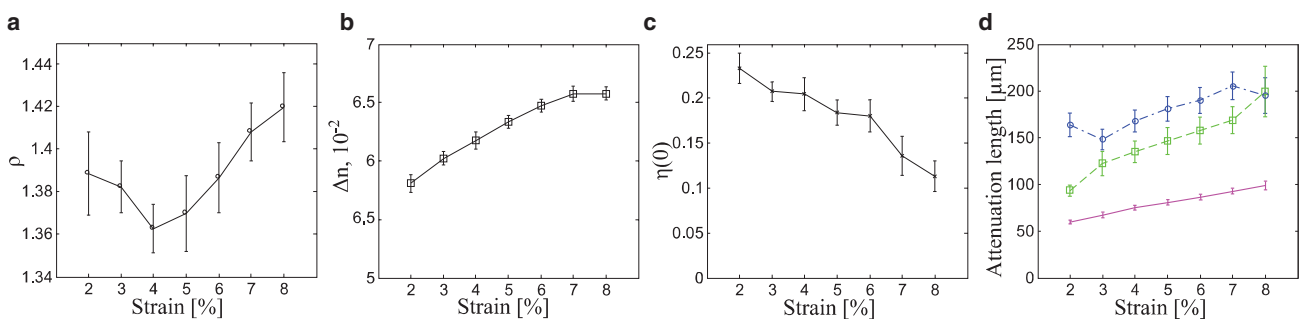 a
1.44
1.42
1.4
1.38
1.36
1.34
ρ
2 3 4 5 6 7 8
Strain [%]
b
7
6.5
6
6,5
5
Δn, 10⁻²
2 3 4 5 6 7 8
Strain [%]
c
0.25
0.2
0.15
0.1
0.05
0
η(0)
2 3 4 5 6 7 8
Strain [%]
d
250
200
150
100
50
0
Attenuation length [µm]
2 3 4 5 6 7 8
Strain [%]